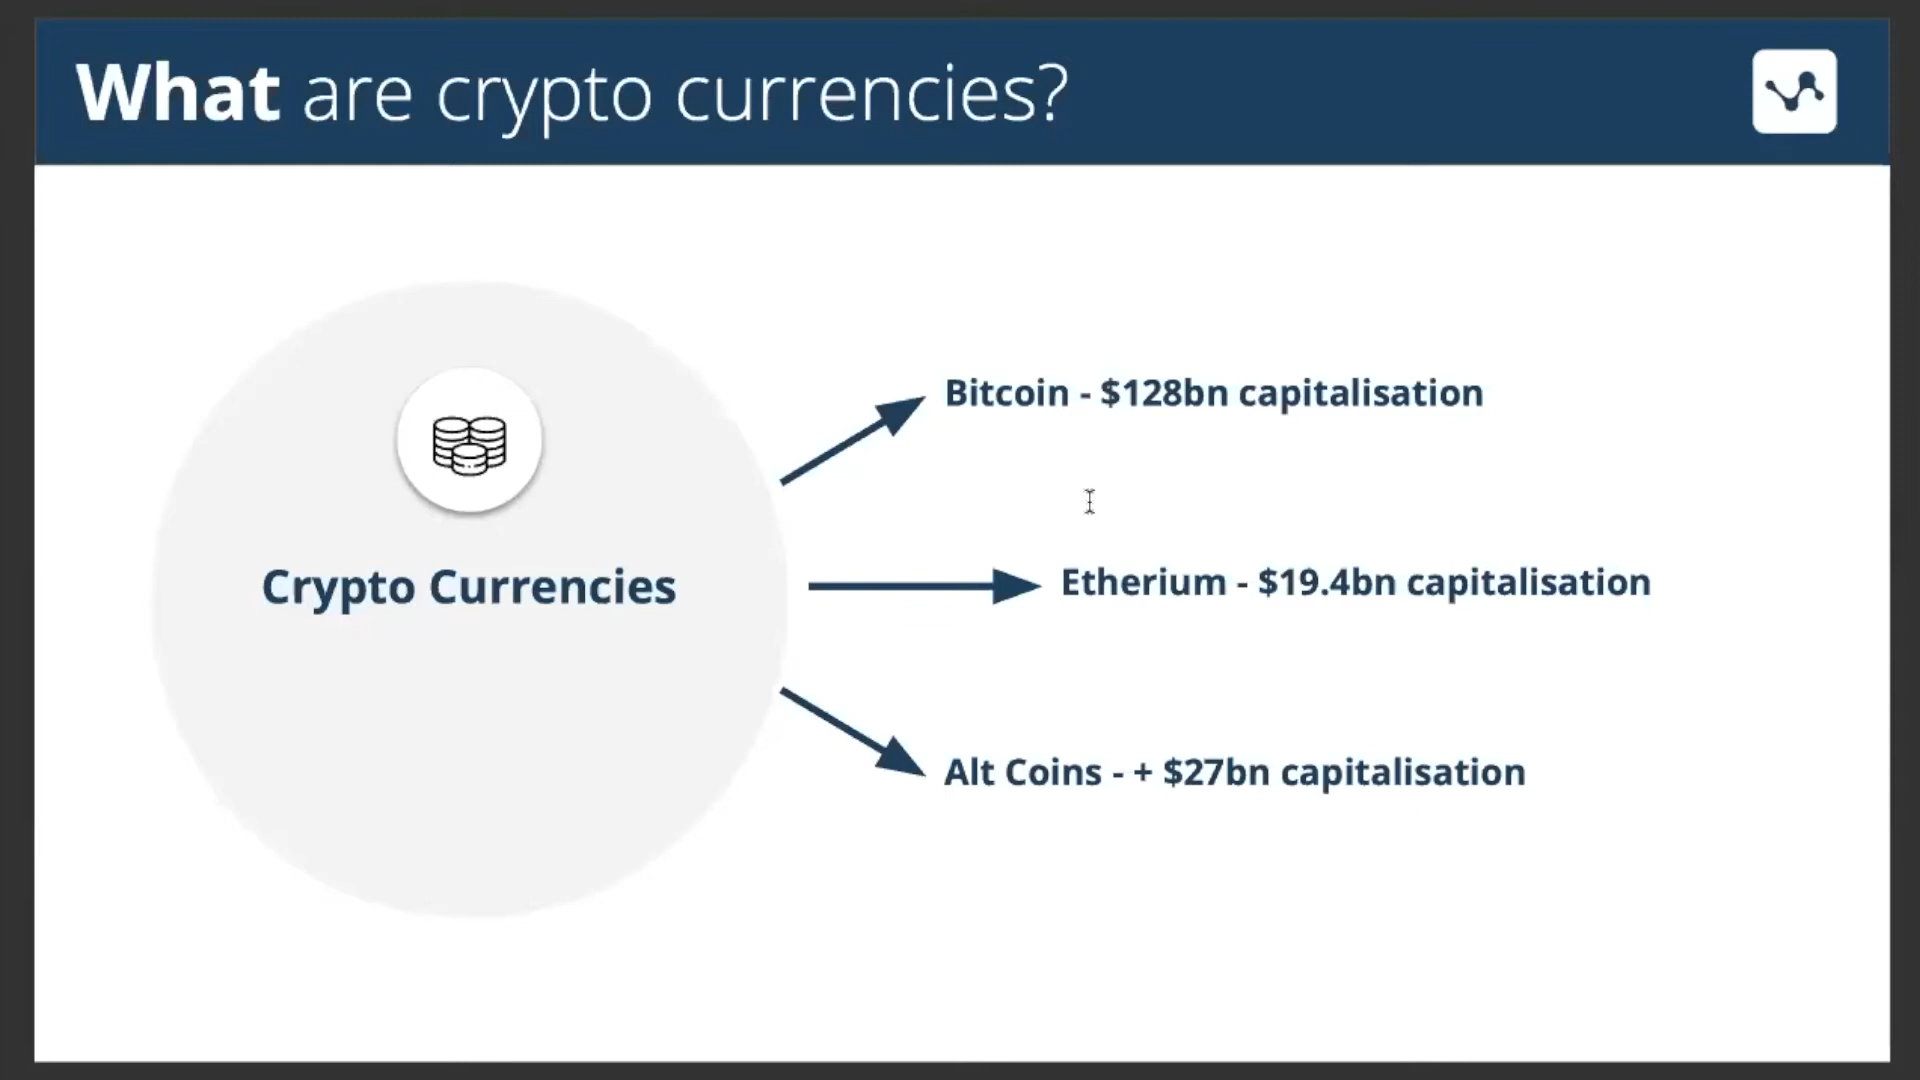 What are crypto currencies?
Crypto Currencies
Bitcoin - $128bn capitalisation
Etherium - $19.4bn capitalisation
Alt Coins - + $27bn capitalisation